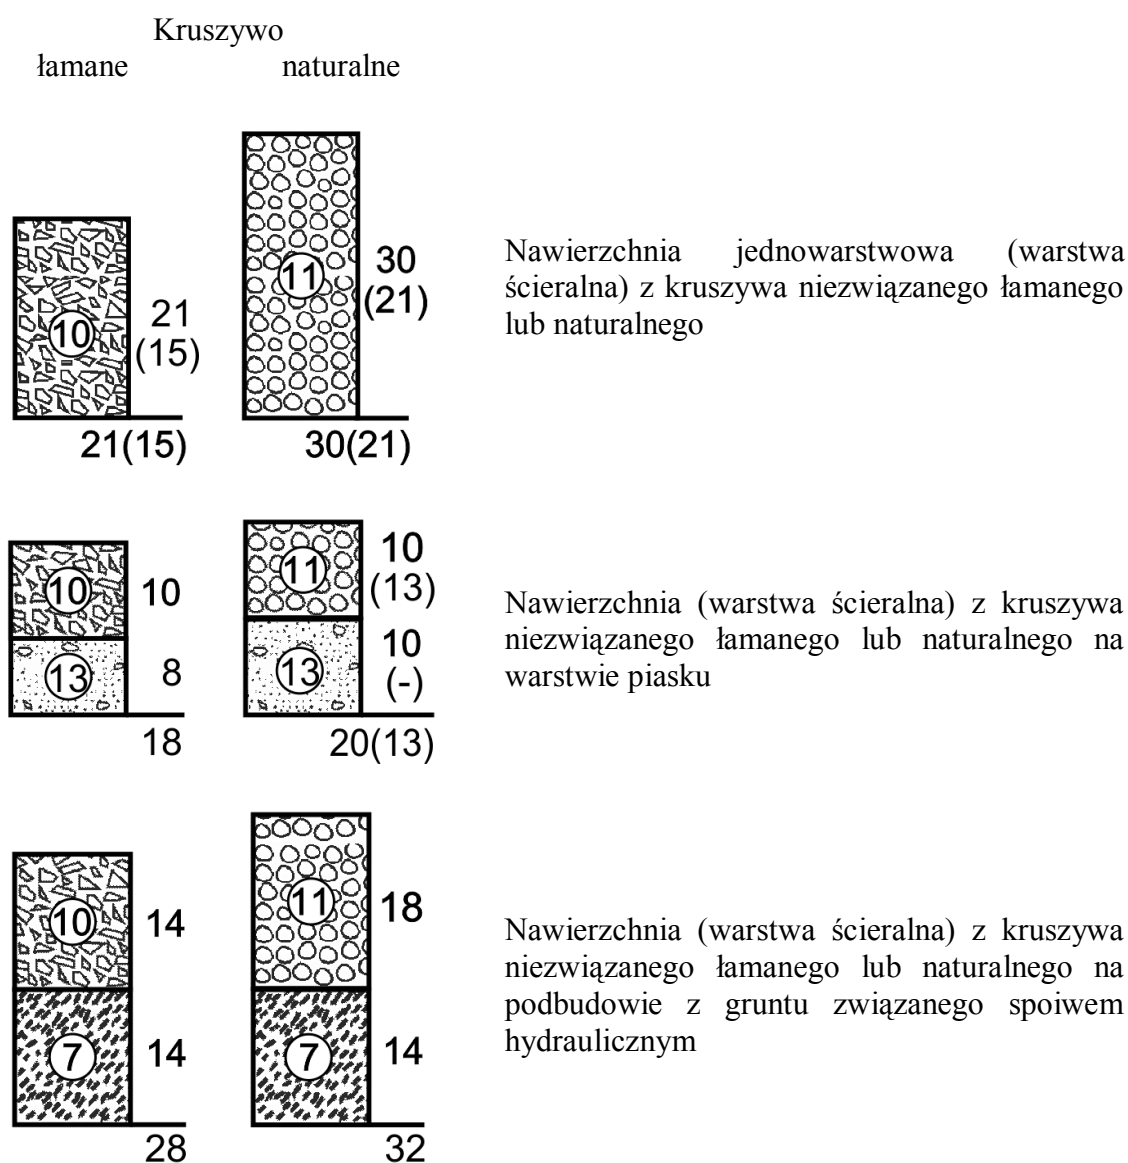 Kruszywo
łamane naturalne
10
21
(15)
21(15)
11
30
(21)
30(21)
Nawierzchnia jednowarstwowa (warstwa
ścieralna) z kruszywa niezwiązanego łamanego
lub naturalnego
10
10
13
8
18
11
10
(13)
13
10
(-)
20(13)
Nawierzchnia (warstwa ścieralna) z kruszywa
niezwiązanego łamanego lub naturalnego na
warstwie piasku
10
14
7
14
28
11
18
7
14
32
Nawierzchnia (warstwa ścieralna) z kruszywa
niezwiązanego łamanego lub naturalnego na
podbudowie z gruntu związanego spoiwem
hydraulicznym